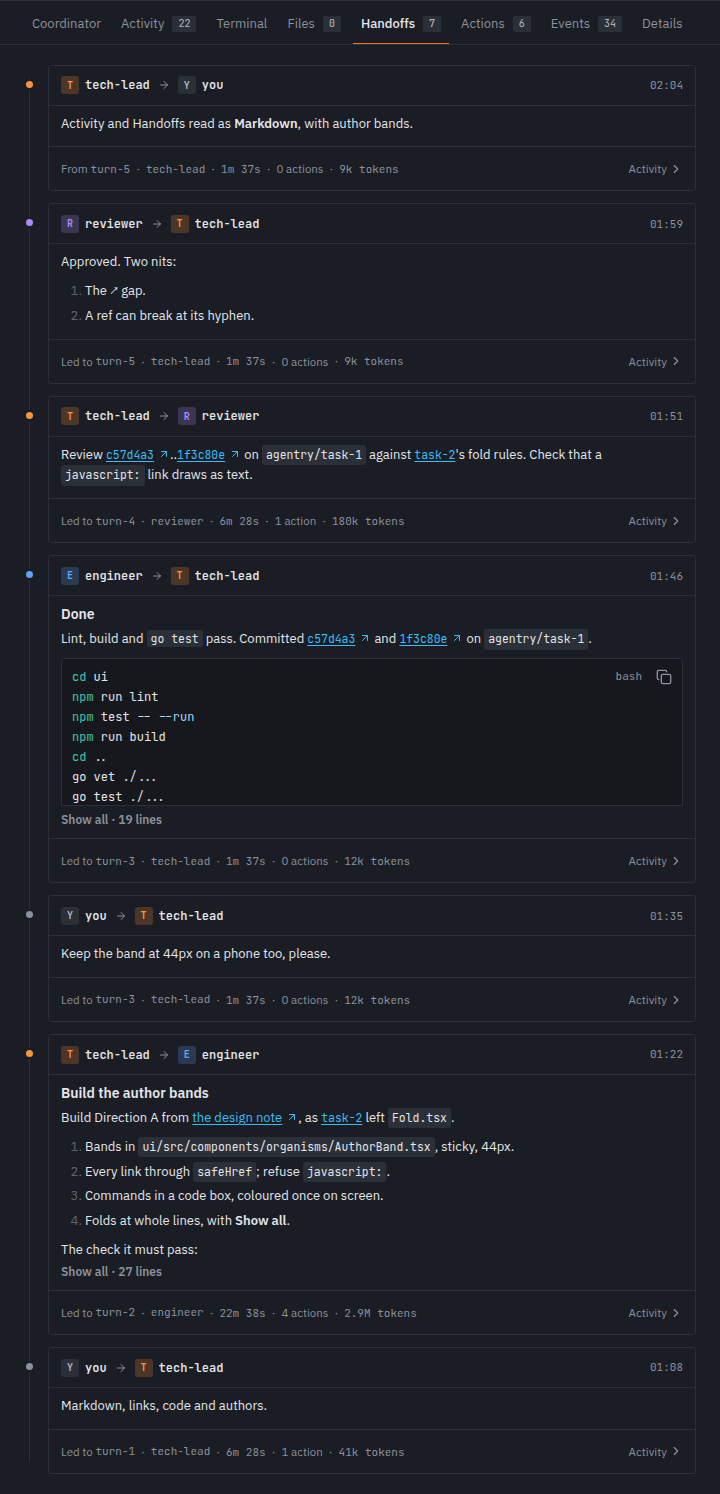 Coordinator Activity 22 Terminal Files 0 Handoffs 7 Actions 6 Events 34 Details
T tech-lead → Y you 02:04
Activity and Handoffs read as Markdown, with author bands.
From turn-5 · tech-lead · 1m 37s · 0 actions · 9k tokens Activity >
R reviewer → T tech-lead 01:59
Approved. Two nits:
1. The ↗ gap.
2. A ref can break at its hyphen.
Led to turn-5 · tech-lead · 1m 37s · 0 actions · 9k tokens Activity >
T tech-lead → R reviewer 01:51
Review c57d4a3 ↗..1f3c80e ↗ on agentry/task-1 against task-2's fold rules. Check that a
javascript: link draws as text.
Led to turn-4 · reviewer · 6m 28s · 1 action · 180k tokens Activity >
E engineer → T tech-lead 01:46
Done
Lint, build and go test pass. Committed c57d4a3 ↗ and 1f3c80e ↗ on agentry/task-1.
cd ui bash
npm run lint
npm test -- --run
npm run build
cd ..
go vet ./...
go test ./...
Show all · 19 lines
Led to turn-3 · tech-lead · 1m 37s · 0 actions · 12k tokens Activity >
Y you → T tech-lead 01:35
Keep the band at 44px on a phone too, please.
Led to turn-3 · tech-lead · 1m 37s · 0 actions · 12k tokens Activity >
T tech-lead → E engineer 01:22
Build the author bands
Build Direction A from the design note ↗, as task-2 left Fold.tsx.
1. Bands in ui/src/components/organisms/AuthorBand.tsx, sticky, 44px.
2. Every link through safeHref; refuse javascript:.
3. Commands in a code box, coloured once on screen.
4. Folds at whole lines, with Show all.
The check it must pass:
Show all · 27 lines
Led to turn-2 · engineer · 22m 38s · 4 actions · 2.9M tokens Activity >
Y you → T tech-lead 01:08
Markdown, links, code and authors.
Led to turn-1 · tech-lead · 6m 28s · 1 action · 41k tokens Activity >